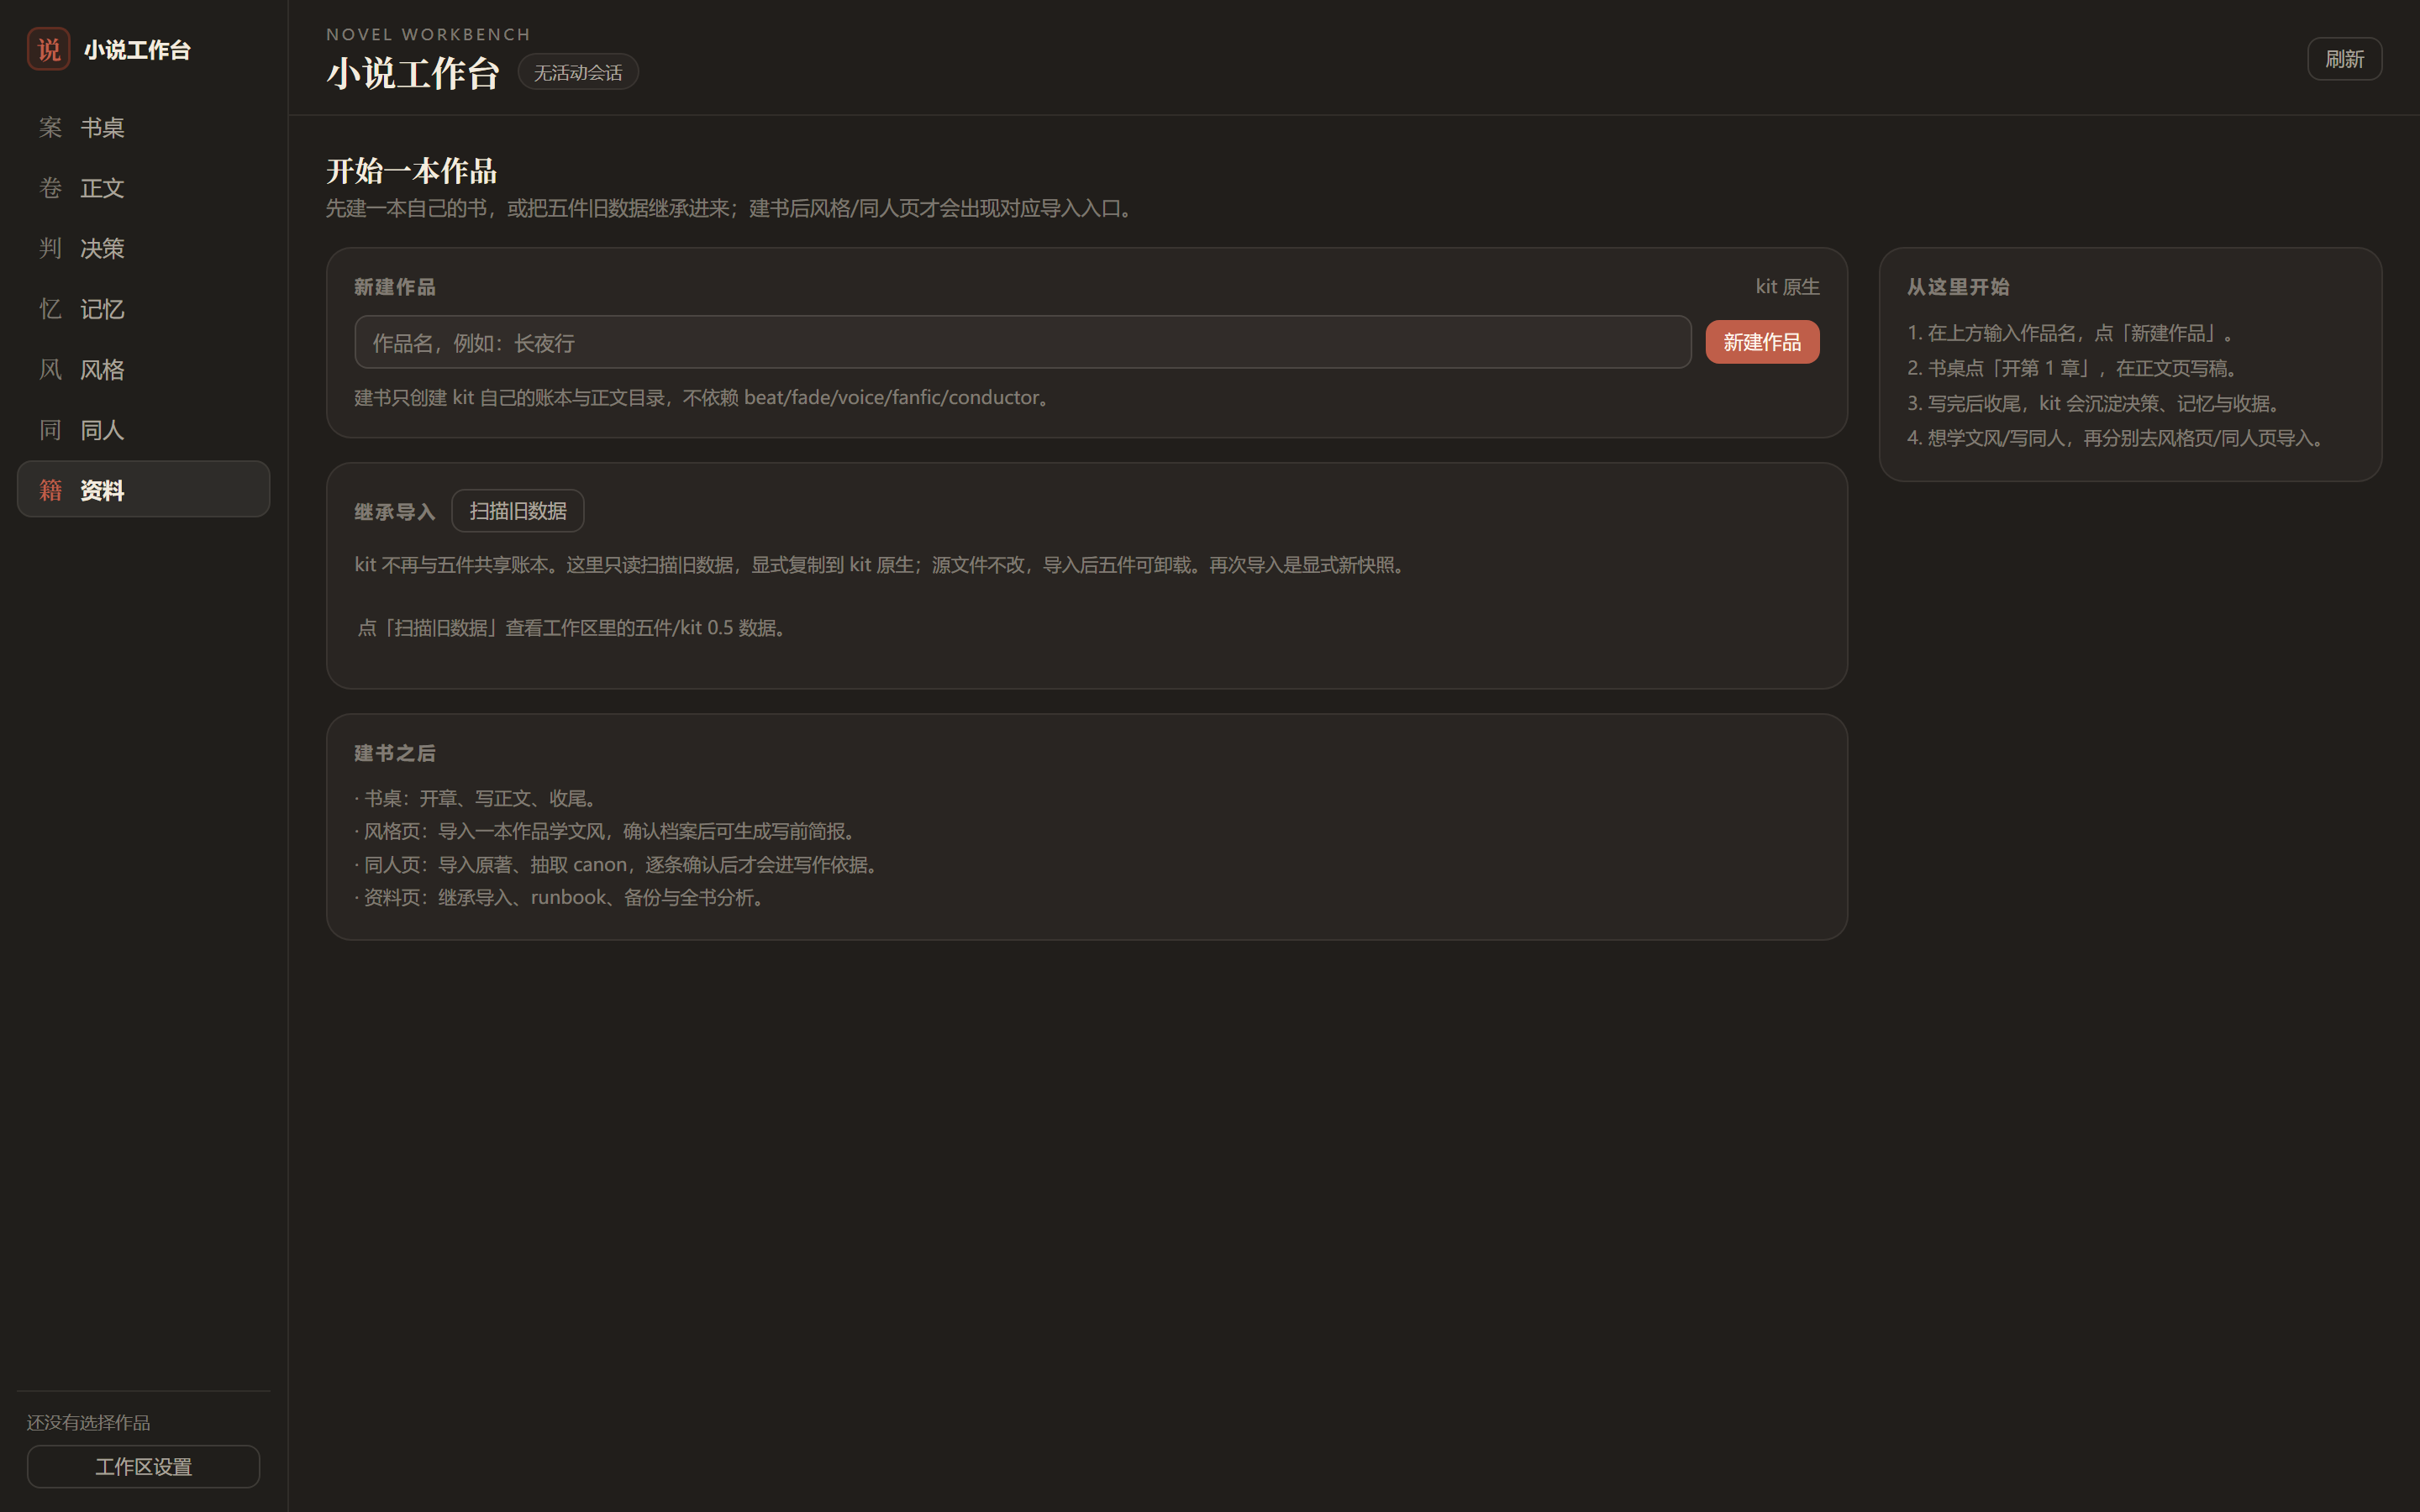 说 小说工作台
案 书桌
卷 正文
判 决策
忆 记忆
风 风格
同 同人
籍 资料
还没有选择作品
工作区设置
NOVEL WORKBENCH
小说工作台 无活动会话
刷新
开始一本作品
先建一本自己的书，或把五件旧数据继承进来；建书后风格/同人页才会出现对应导入入口。
新建作品 kit 原生
作品名，例如：长夜行 新建作品
建书只创建 kit 自己的账本与正文目录，不依赖 beat/fade/voice/fanfic/conductor。
继承导入 扫描旧数据
kit 不再与五件共享账本。这里只读扫描旧数据，显式复制到 kit 原生；源文件不改，导入后五件可卸载。再次导入是显式新快照。
点「扫描旧数据」查看工作区里的五件/kit 0.5 数据。
建书之后
· 书桌：开章、写正文、收尾。
· 风格页：导入一本作品学文风，确认档案后可生成写前简报。
· 同人页：导入原著、抽取 canon，逐条确认后才会进写作依据。
· 资料页：继承导入、runbook、备份与全书分析。
从这里开始
1. 在上方输入作品名，点「新建作品」。
2. 书桌点「开第 1 章」，在正文页写稿。
3. 写完后收尾，kit 会沉淀决策、记忆与收据。
4. 想学文风/写同人，再分别去风格页/同人页导入。